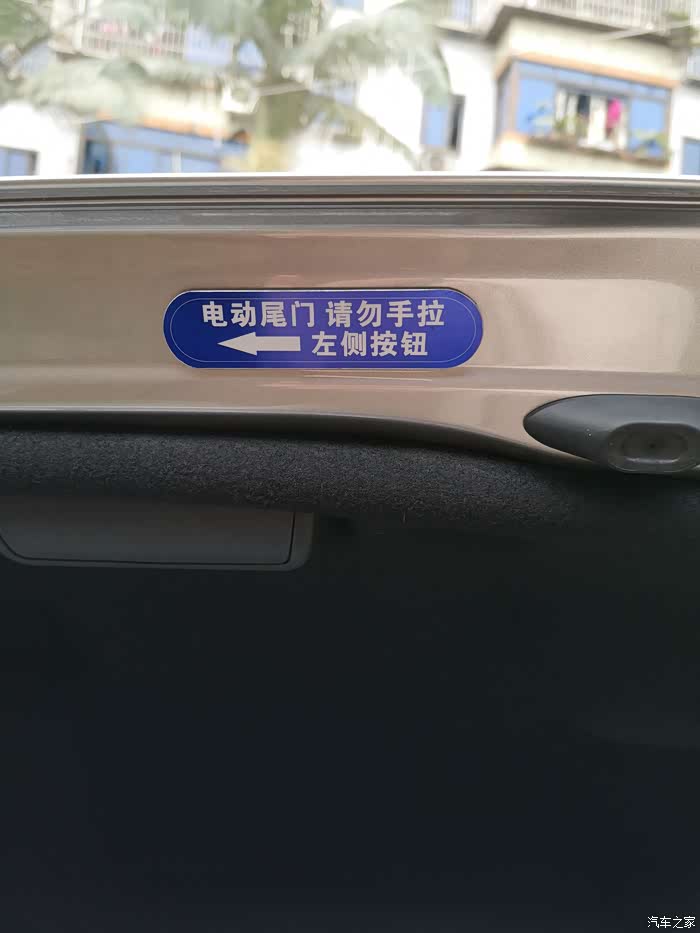 电动尾门 请勿手拉
左侧按钮
汽车之家